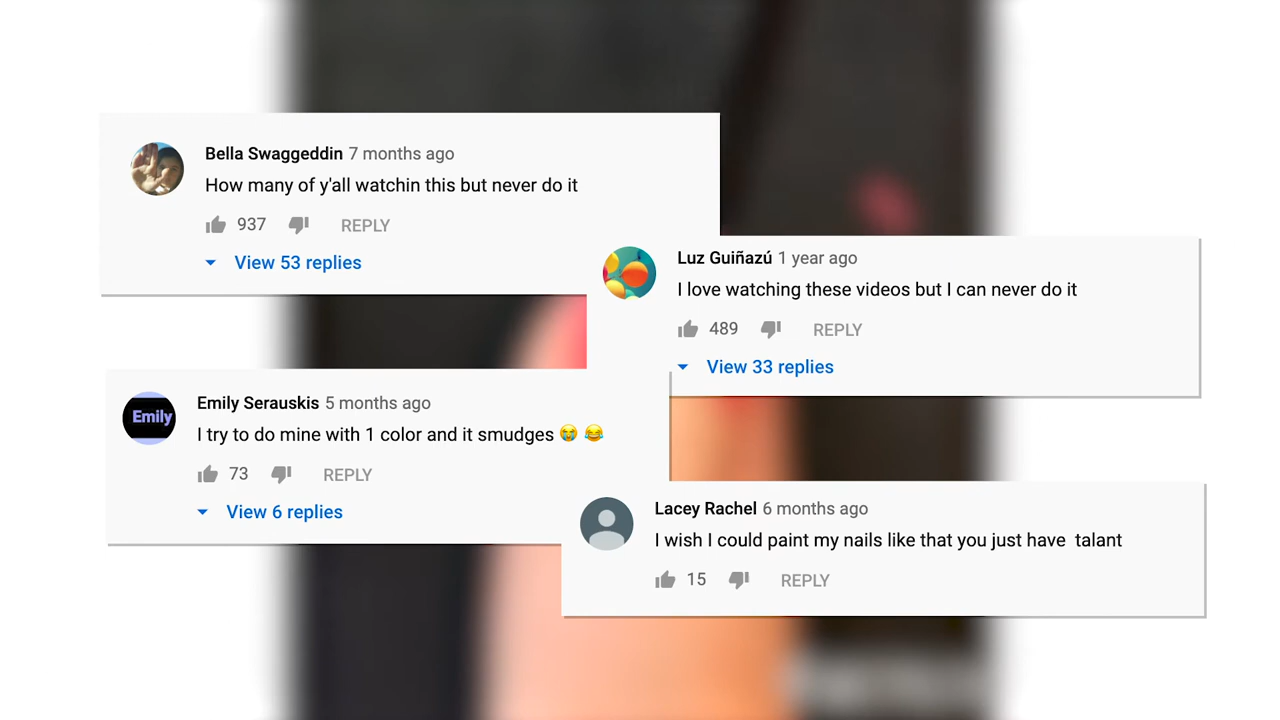 Bella Swaggeddin 7 months ago
How many of y'all watchin this but never do it
937 REPLY
View 53 replies
Luz Guiñazú 1 year ago
I love watching these videos but I can never do it
489 REPLY
View 33 replies
Emily
Emily Serauskis 5 months ago
I try to do mine with 1 color and it smudges 😭 😂
73 REPLY
View 6 replies
Lacey Rachel 6 months ago
I wish I could paint my nails like that you just have  talant
15 REPLY